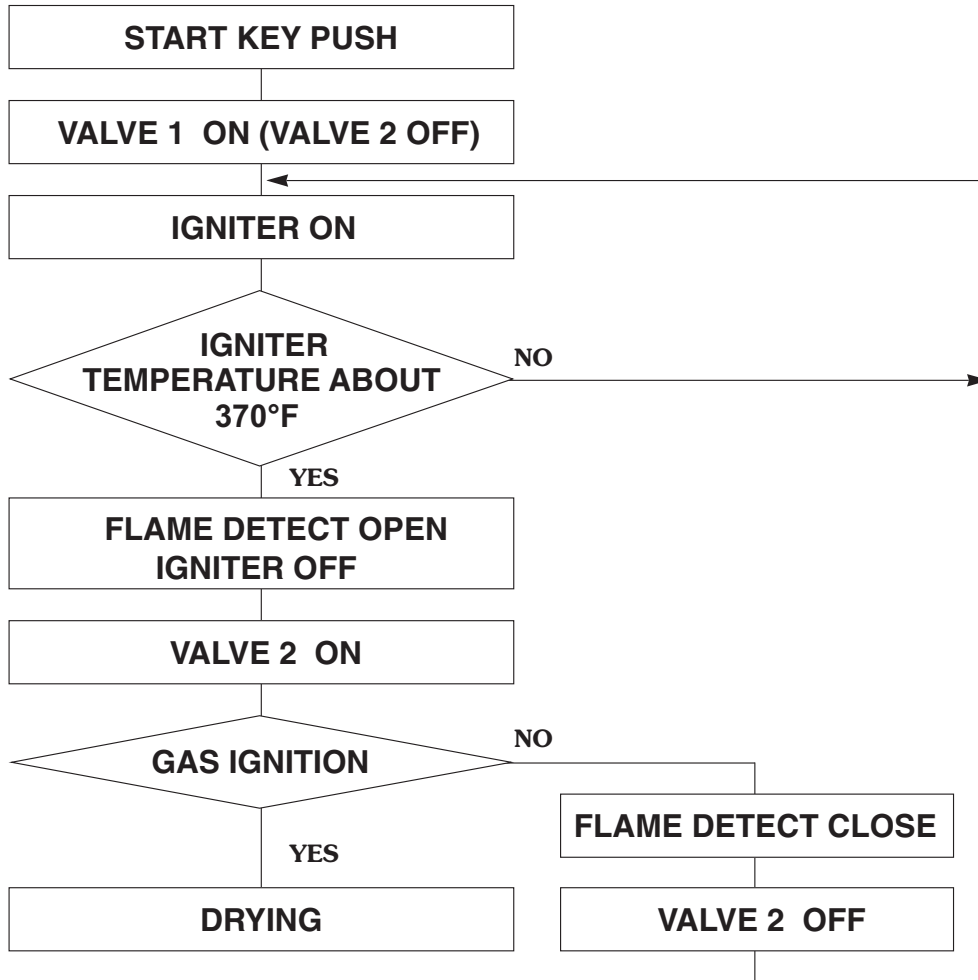 START KEY PUSH
VALVE 1 ON (VALVE 2 OFF)
IGNITER ON
IGNITER
TEMPERATURE ABOUT
370°F
NO
YES
FLAME DETECT OPEN
IGNITER OFF
VALVE 2 ON
GAS IGNITION
NO
YES
FLAME DETECT CLOSE
DRYING
VALVE 2 OFF